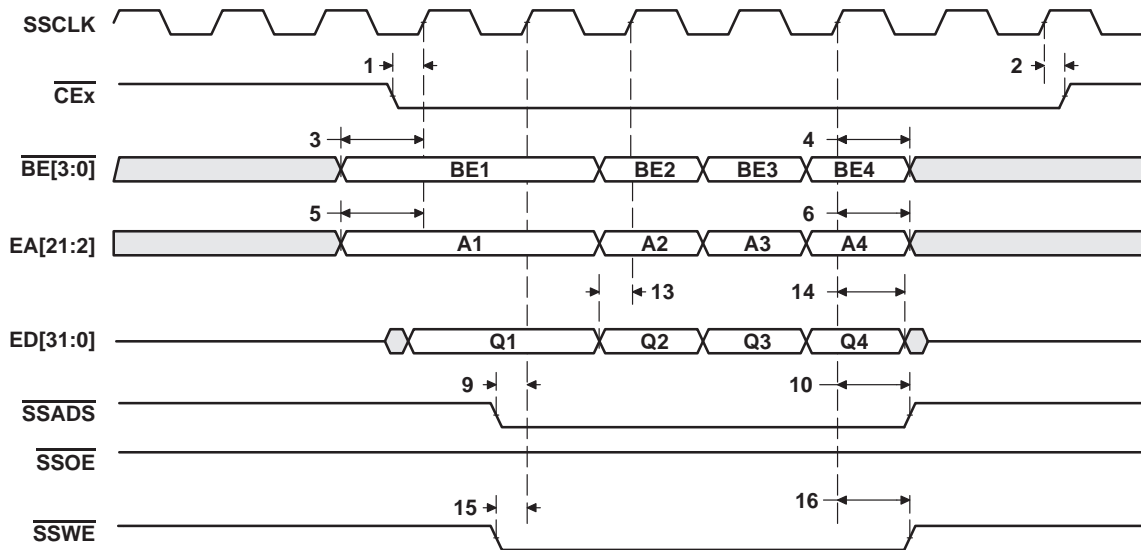 SSCLK
1 2
CEx
3 4
BE[3:0] BE1 BE2 BE3 BE4
5 6
EA[21:2] A1 A2 A3 A4
13 14
ED[31:0] Q1 Q2 Q3 Q4
9 10
SSADS
SSOE
15 16
SSWE